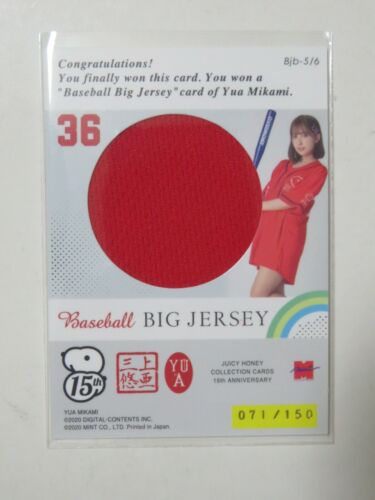 Congratulations!
Bjb-5/6
You finally won this card. You won a
"Baseball Big Jersey"card of Yua Mikami.
36
Baseball BIG JERSEY
15th
三上
悠亜
YU
A
JUICY HONEY
COLLECTION CARDS
15th ANNIVERSARY
YUA MIKAMI
©2020 DIGITAL-CONTENTS INC.
©2020 MINT CO., LTD. Printed in Japan.
071/150